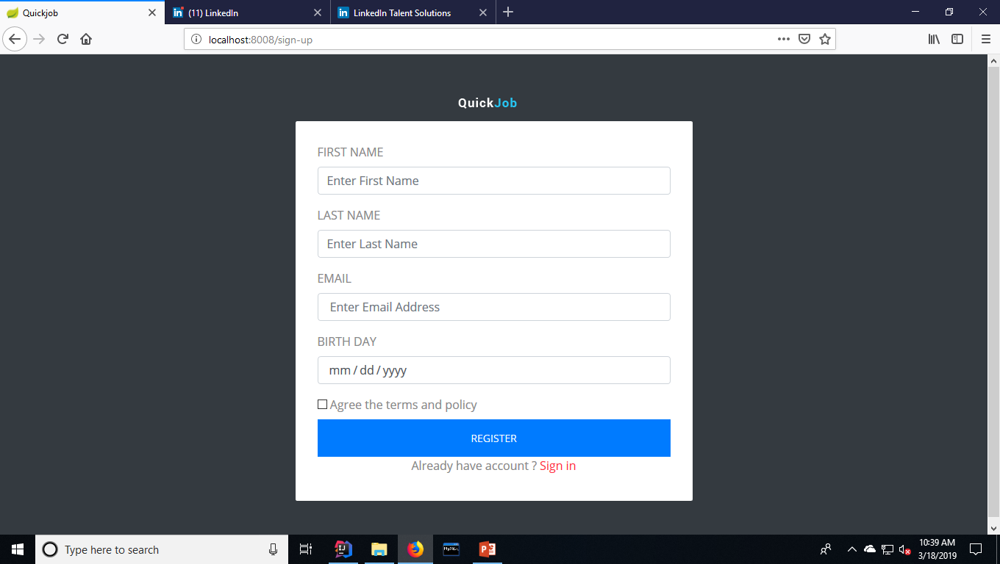 Quickjob
(11) LinkedIn
LinkedIn Talent Solutions
localhost:8008/sign-up
QuickJob
FIRST NAME
Enter First Name
LAST NAME
Enter Last Name
EMAIL
Enter Email Address
BIRTH DAY
mm / dd / yyyy
Agree the terms and policy
REGISTER
Already have account ? Sign in
Type here to search
10:39 AM
3/18/2019